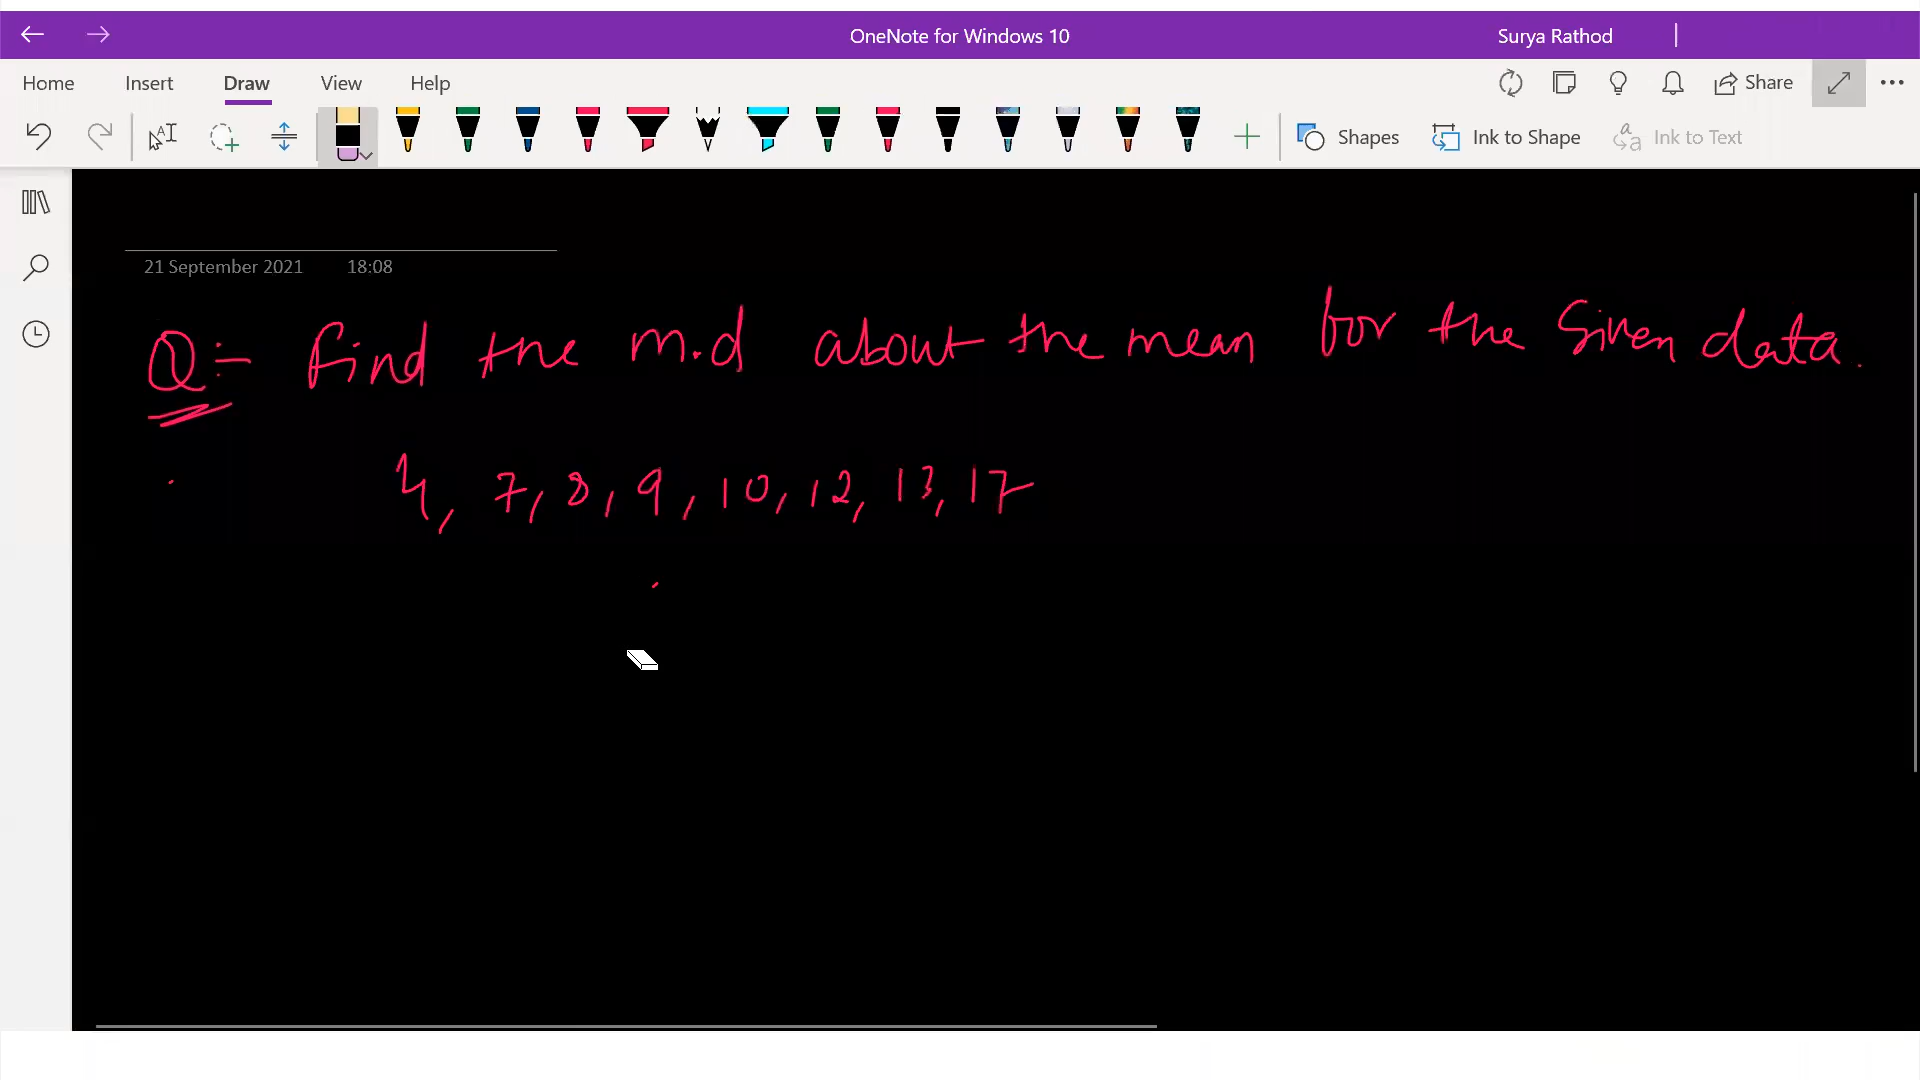 OneNote for Windows 10
Surya Rathod
Home Insert Draw View Help
Share
Shapes Ink to Shape Ink to Text
21 September 2021 18:08
Q:- find the m.d about the mean for the given data.
4, 7, 8, 9, 10, 12, 13, 17